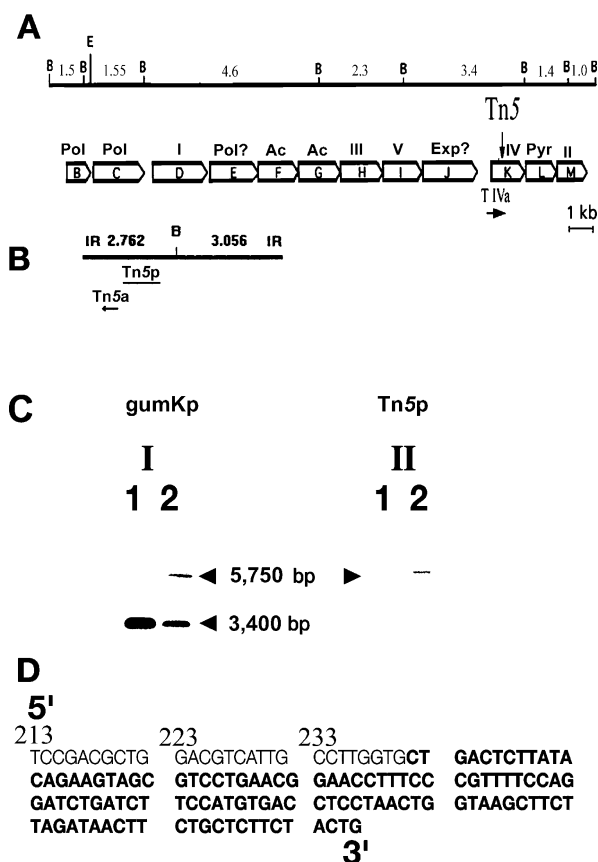 A
E
B 1.5 B 1.55 B 4.6 B 2.3 B 3.4 B 1.4 B 1.0 B
Tn5
Pol Pol I Pol? Ac Ac III V Exp? IV Pyr II
B C D E F G H I J K L M
T IVa
1 kb
B
IR 2.762 B 3.056 IR
Tn5p
Tn5a
C
gumKp Tn5p
I II
1 2 1 2
5,750 bp
3,400 bp
D
5'
213 223 233
TCCGACGCTG GACGTCATTG CCTTGGTGCT GACTCTTATA
CAGAAGTAGC GTCCTGAACG GAACCTTTCC CGTTTTCCAG
GATCTGATCT TCCATGTGAC CTCCTAACTG GTAAGCTTCT
TAGATAACTT CTGCTCTTCT ACTG
3'